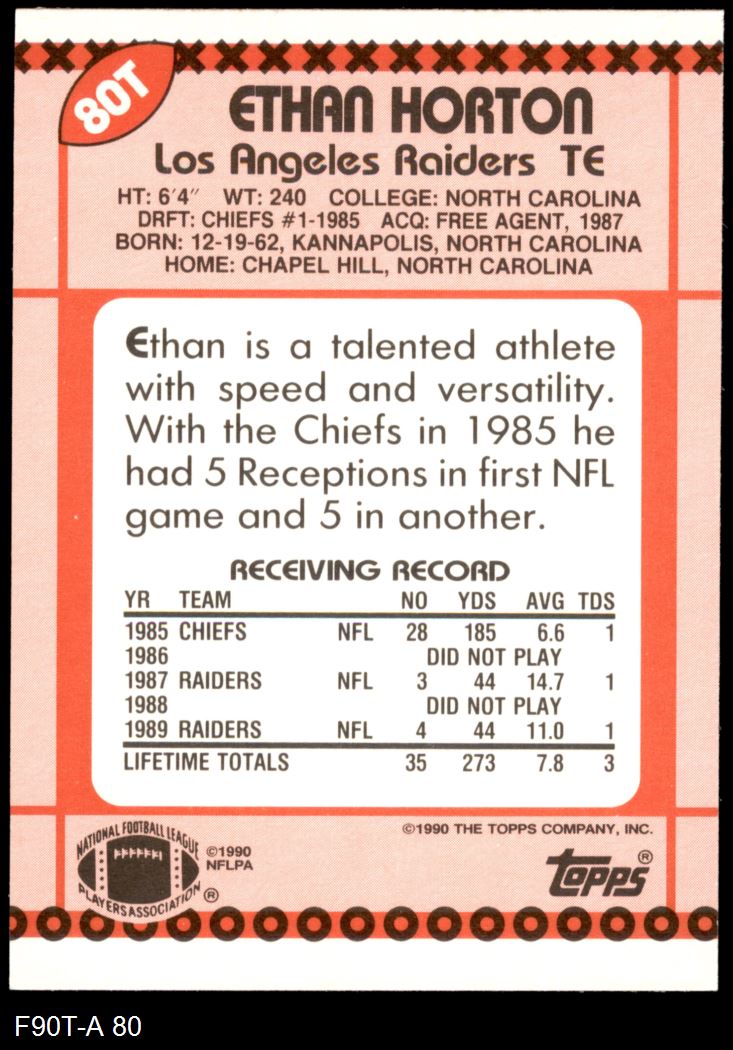 80T
ETHAN HORTON
Los Angeles Raiders TE
HT: 6'4" WT: 240 COLLEGE: NORTH CAROLINA
DRFT: CHIEFS #1-1985 ACQ: FREE AGENT, 1987
BORN: 12-19-62, KANNAPOLIS, NORTH CAROLINA
HOME: CHAPEL HILL, NORTH CAROLINA
Ethan is a talented athlete
with speed and versatility.
With the Chiefs in 1985 he
had 5 Receptions in first NFL
game and 5 in another.
RECEIVING RECORD
YR TEAM NO YDS AVG TDS
1985 CHIEFS NFL 28 185 6.6 1
1986 DID NOT PLAY
1987 RAIDERS NFL 3 44 14.7 1
1988 DID NOT PLAY
1989 RAIDERS NFL 4 44 11.0 1
LIFETIME TOTALS 35 273 7.8 3
©1990 THE TOPPS COMPANY, INC.
NATIONAL FOOTBALL LEAGUE
PLAYERS ASSOCIATION ®
©1990
NFLPA
topps ®
F90T-A 80